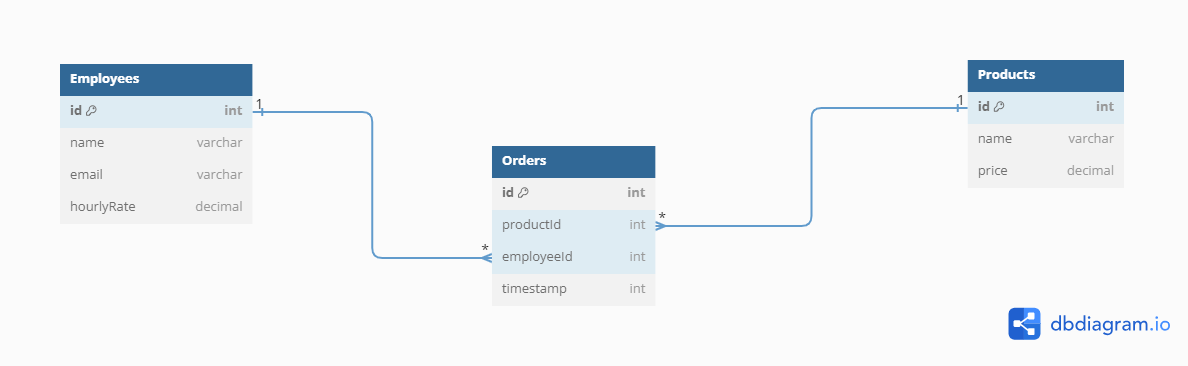 Employees
id int
name varchar
email varchar
hourlyRate decimal
1
*
Orders
id int
productId int
employeeId int
timestamp int
*
1
Products
id int
name varchar
price decimal
dbdiagram.io